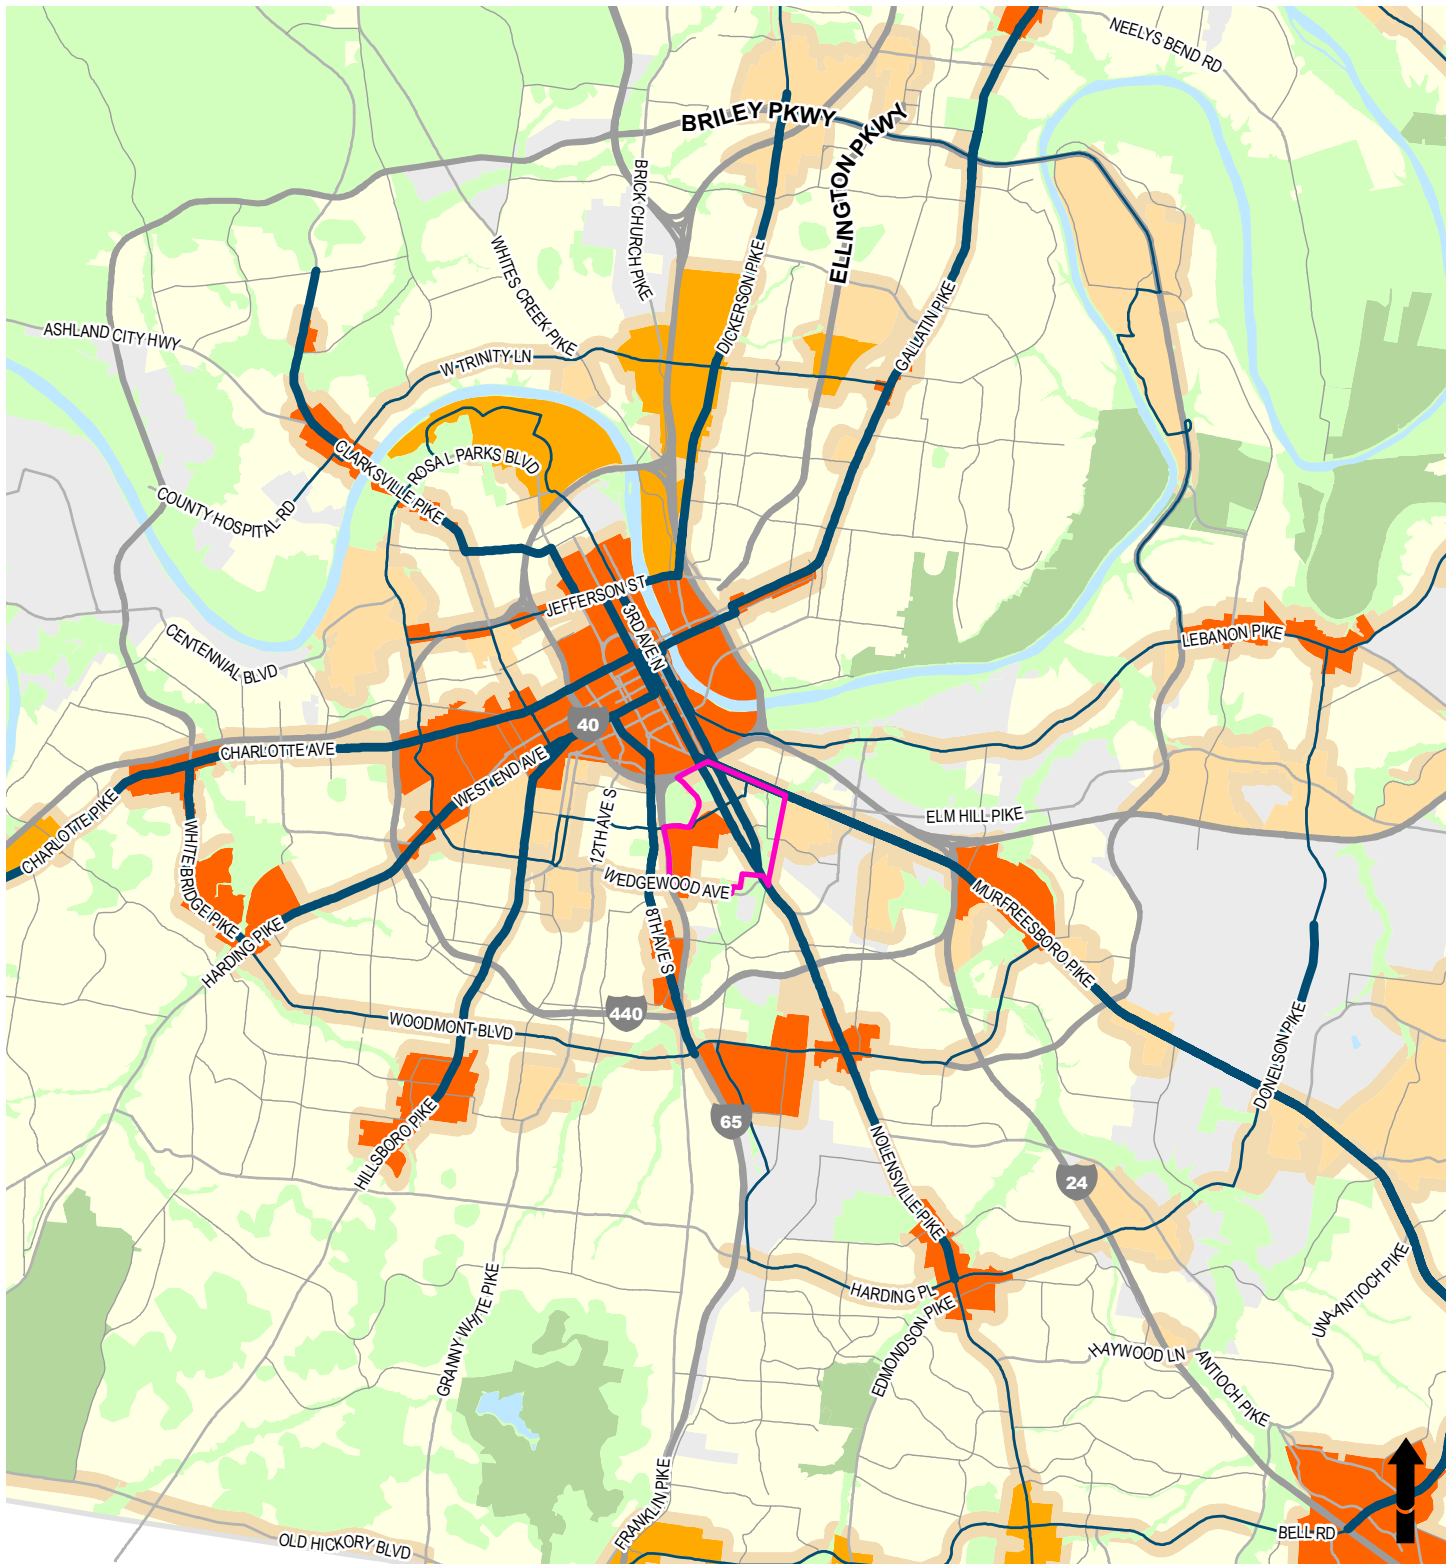 NEELYS BEND RD
BRILEY PKWY
ELLINGTON PKWY
BRICK CHURCH PIKE
WHITES CREEK PIKE
DICKERSON PIKE
GALLATIN PIKE
ASHLAND CITY HWY
W TRINITY LN
CLARKSVILLE PIKE
ROSA L PARKS BLVD
COUNTY HOSPITAL RD
JEFFERSON ST
3RD AVE N
CENTENNIAL BLVD
LEBANON PIKE
40
CHARLOTTE AVE
WEST END AVE
CHARLOTTE PIKE
12TH AVE S
ELM HILL PIKE
WHITE BRIDGE PIKE
WEDGEWOOD AVE
MURFREESBORO PIKE
HARDING PIKE
8TH AVE S
440
WOODMONT BLVD
DONELSON PIKE
65
HILLSBORO PIKE
NOLENSVILLE PIKE
24
UNA ANTIOCH PIKE
HARDING PL
GRANNY WHITE PIKE
EDMONDSON PIKE
HAYWOOD LN
ANTIOCH PIKE
FRANKLIN PIKE
BELL RD
OLD HICKORY BLVD